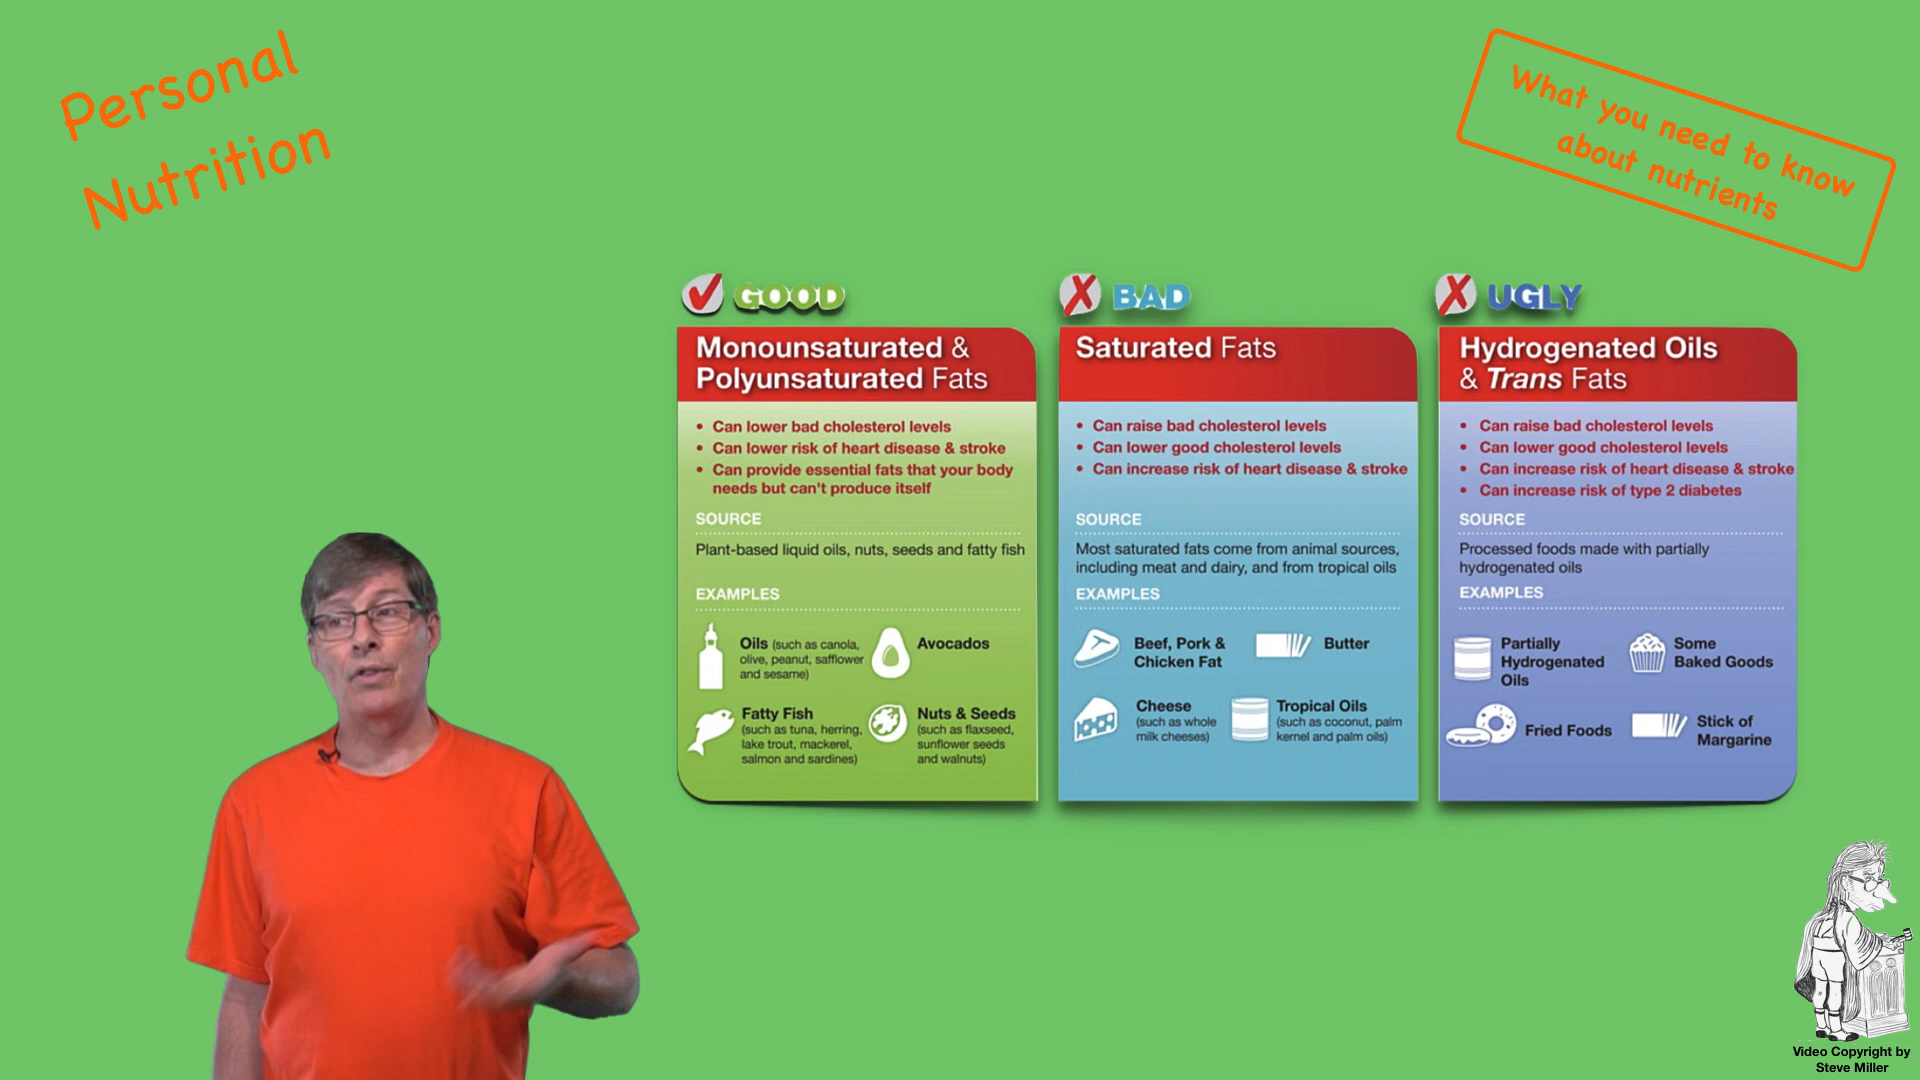 Personal
Nutrition
What you need to know
about nutrients
GOOD
Monounsaturated &
Polyunsaturated Fats
• Can lower bad cholesterol levels
• Can lower risk of heart disease & stroke
• Can provide essential fats that your body
needs but can't produce itself
SOURCE
Plant-based liquid oils, nuts, seeds and fatty fish
EXAMPLES
Oils (such as canola,
olive, peanut, safflower
and sesame)
Avocados
Fatty Fish
(such as tuna, herring,
lake trout, mackerel,
salmon and sardines)
Nuts & Seeds
(such as flaxseed,
sunflower seeds
and walnuts)
BAD
Saturated Fats
• Can raise bad cholesterol levels
• Can lower good cholesterol levels
• Can increase risk of heart disease & stroke
SOURCE
Most saturated fats come from animal sources,
including meat and dairy, and from tropical oils
EXAMPLES
Beef, Pork &
Chicken Fat
Butter
Cheese
(such as whole
milk cheeses)
Tropical Oils
(such as coconut, palm
kernel and palm oils)
UGLY
Hydrogenated Oils
& Trans Fats
• Can raise bad cholesterol levels
• Can lower good cholesterol levels
• Can increase risk of heart disease & stroke
• Can increase risk of type 2 diabetes
SOURCE
Processed foods made with partially
hydrogenated oils
EXAMPLES
Partially
Hydrogenated
Oils
Some
Baked Goods
Fried Foods
Stick of
Margarine
Video Copyright by
Steve Miller